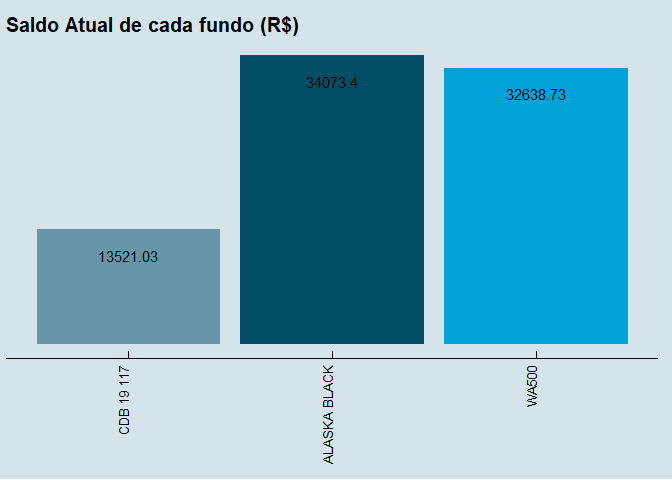 Saldo Atual de cada fundo (R$)
34073.4
32638.73
13521.03
CDB 19 117
ALASKA BLACK
WA500